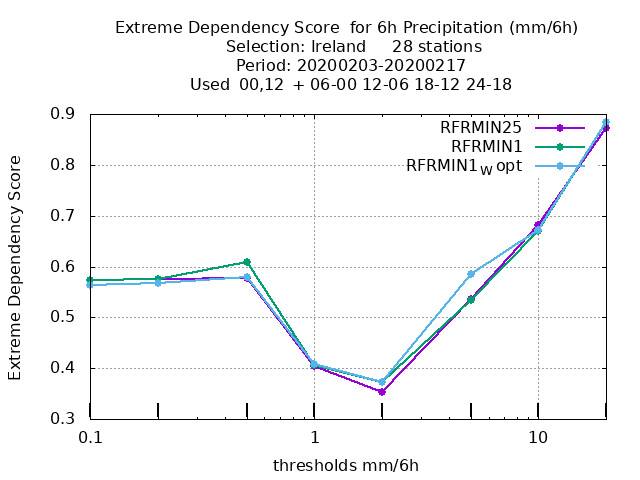 Extreme Dependency Score  for 6h Precipitation (mm/6h)
Selection: Ireland     28 stations
Period: 20200203-20200217
Used  00,12  + 06-00 12-06 18-12 24-18
RFRMIN25
RFRMIN1
RFRMIN1W opt
Extreme Dependency Score
0.9
0.8
0.7
0.6
0.5
0.4
0.3
0.1
1
10
thresholds mm/6h